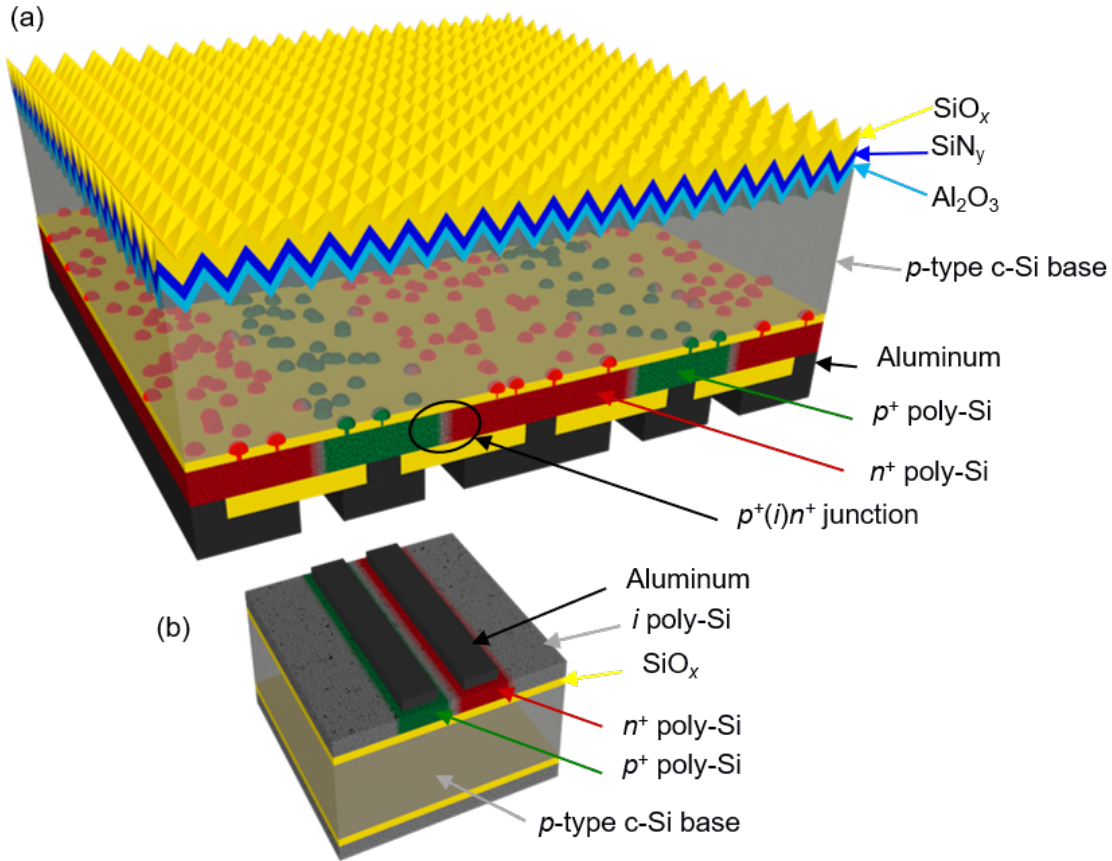 (a)
SiOₓ
SiNᵧ
Al₂O₃
p-type c-Si base
Aluminum
p⁺ poly-Si
n⁺ poly-Si
p⁺(i)n⁺ junction
(b)
Aluminum
i poly-Si
SiOₓ
n⁺ poly-Si
p⁺ poly-Si
p-type c-Si base